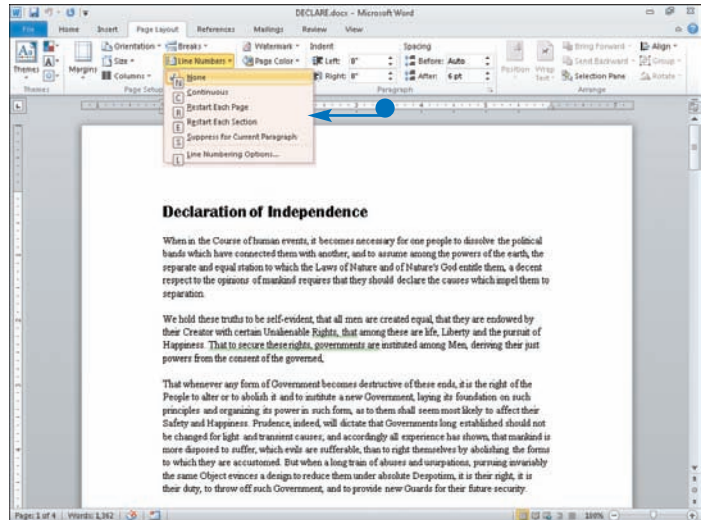 DECLARE.docx - Microsoft Word
File Home Insert Page Layout References Mailings Review View
Orientation Breaks Watermark Indent Spacing Bring Forward Align
Themes Margins Size Line Numbers Page Color Left: 0" Before: Auto Position Wrap Text Send Backward Group
Columns Right: 0" After: 6 pt Selection Pane Rotate
Themes Page Setup Paragraph Arrange
None N
Continuous C
Restart Each Page R
Restart Each Section E
Suppress for Current Paragraph S
Line Numbering Options... L
Declaration of Independence
When in the Course of human events, it becomes necessary for one people to dissolve the political
bands which have connected them with another, and to assume among the powers of the earth, the
separate and equal station to which the Laws of Nature and of Nature's God entitle them, a decent
respect to the opinions of mankind requires that they should declare the causes which impel them to
separation.
We hold these truths to be self-evident, that all men are created equal, that they are endowed by
their Creator with certain Unalienable Rights, that among these are life, Liberty and the pursuit of
Happiness. That to secure these rights, governments are instituted among Men, deriving their just
powers from the consent of the governed,
That whenever any form of Government becomes destructive of these ends, it is the right of the
People to alter or to abolish it and to institute a new Government, laying its foundation on such
principles and organizing its power in such form, as to them shall seem most likely to affect their
Safety and Happiness. Prudence, indeed, will dictate that Governments long established should not
be changed for light and transient causes; and accordingly all experience has shown, that mankind is
more disposed to suffer, which evils are sufferable, than to right themselves by abolishing the forms
to which they are accustomed. But when a long train of abuses and usurpations, pursuing invariably
the same Object evinces a design to reduce them under absolute Despotism, it is their right, it is
their duty, to throw off such Government, and to provide new Guards for their future security.
Page: 1 of 4 Words: 1,362 100%